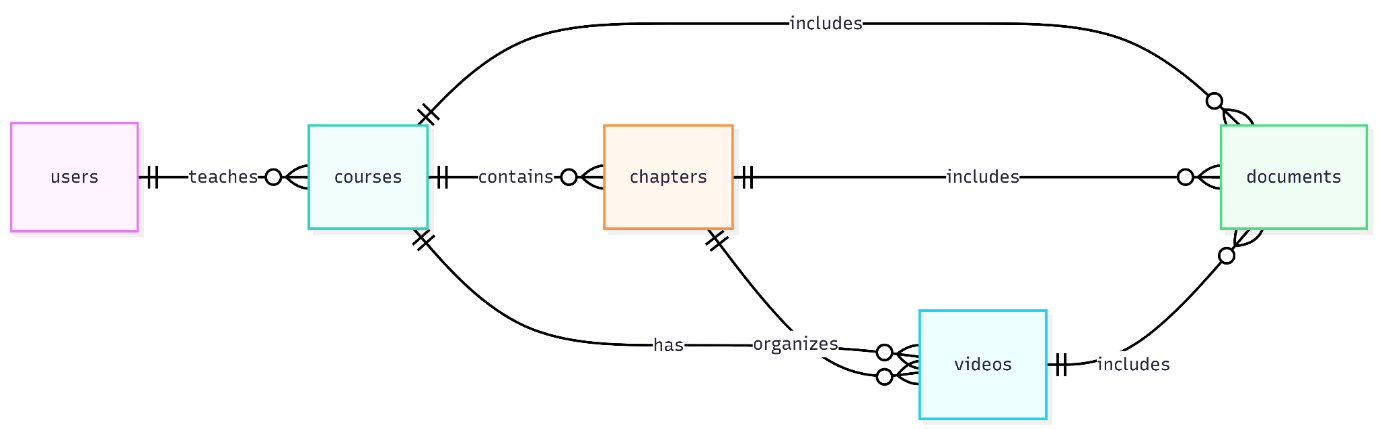 includes
users
teaches
courses
contains
chapters
includes
documents
has
organizes
videos
includes